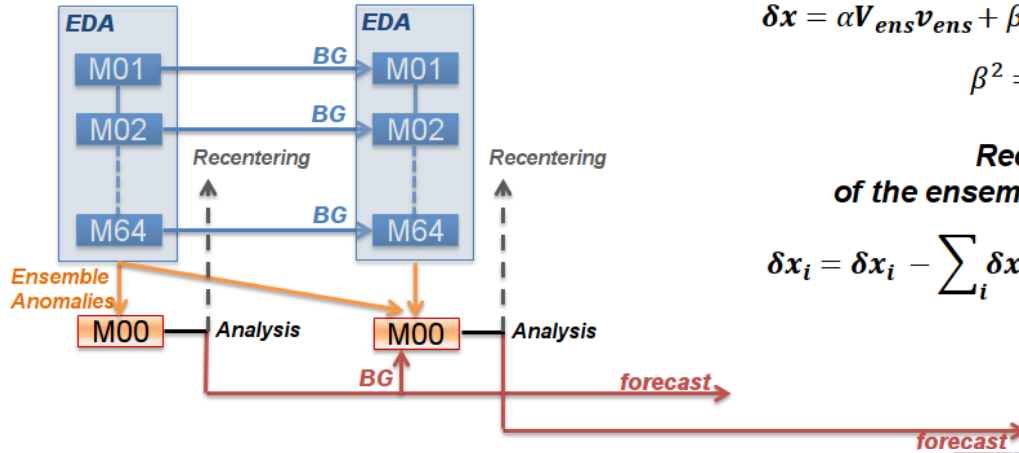 EDA
EDA
δx = αV_ens v_ens + β
M01
BG
M01
β² =
M02
BG
M02
Recentering
Recentering
Rec
of the ensem
M64
BG
M64
δx_i = δx_i − ∑_i δx
Ensemble
Anomalies
M00
Analysis
M00
Analysis
BG
forecast
forecast